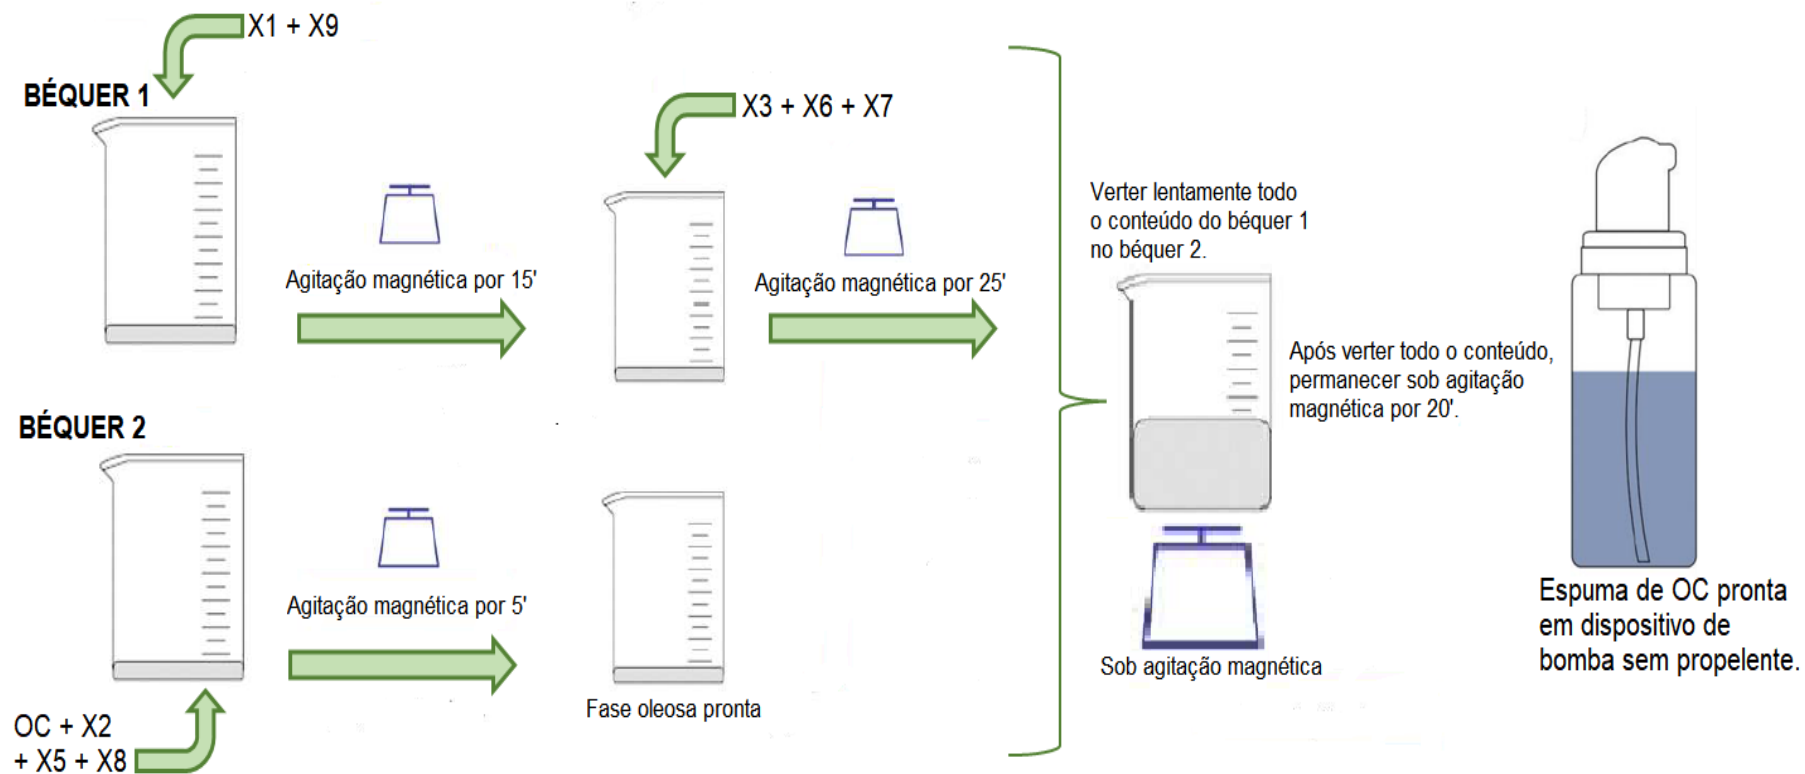 X1 + X9
BÉQUER 1
X3 + X6 + X7
Agitação magnética por 15'
Agitação magnética por 25'
BÉQUER 2
Agitação magnética por 5'
OC + X2
+ X5 + X8
Fase oleosa pronta
Verter lentamente todo
o conteúdo do béquer 1
no béquer 2.
Após verter todo o conteúdo,
permanecer sob agitação
magnética por 20'.
Sob agitação magnética
Espuma de OC pronta
em dispositivo de
bomba sem propelente.